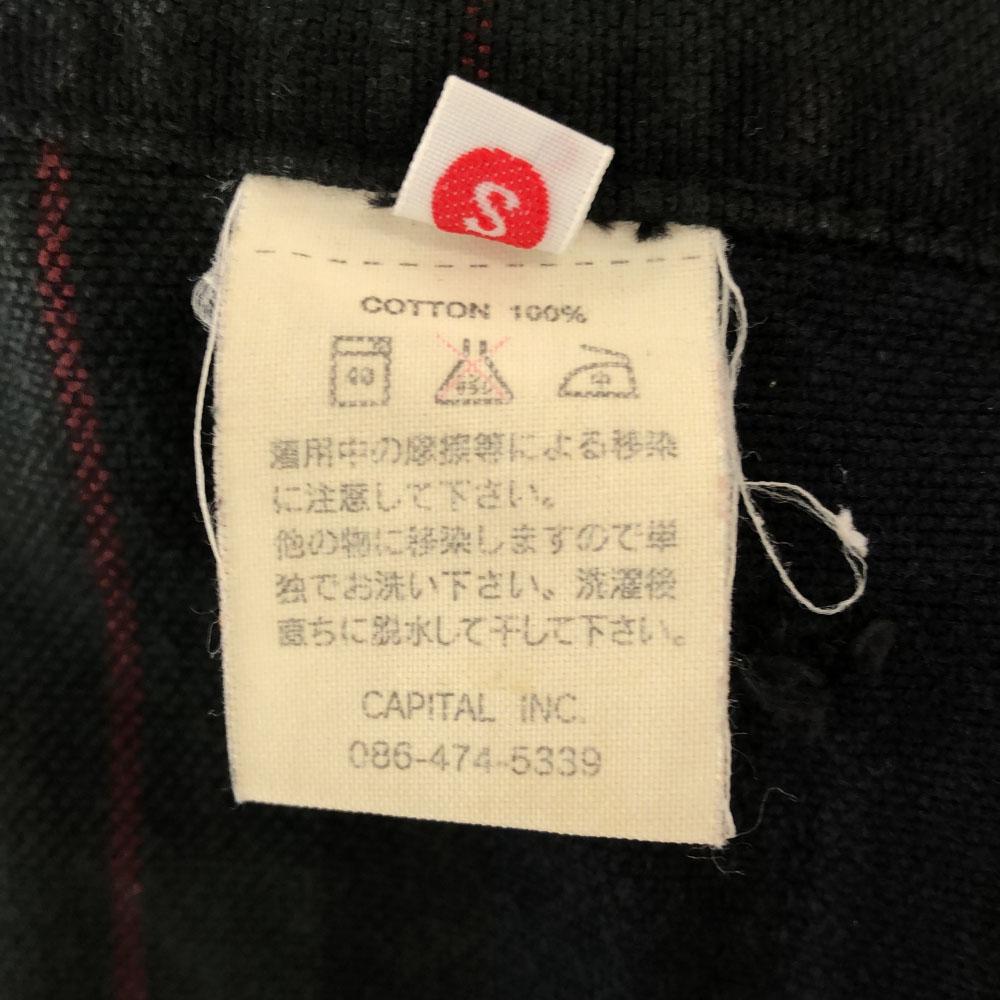 S
COTTON 100%
40
着用中の摩擦等による移染
に注意して下さい。
他の物に移染しますので単
独でお洗い下さい。洗濯後
直ちに脱水して干して下さい。
CAPITAL INC.
086-474-5339